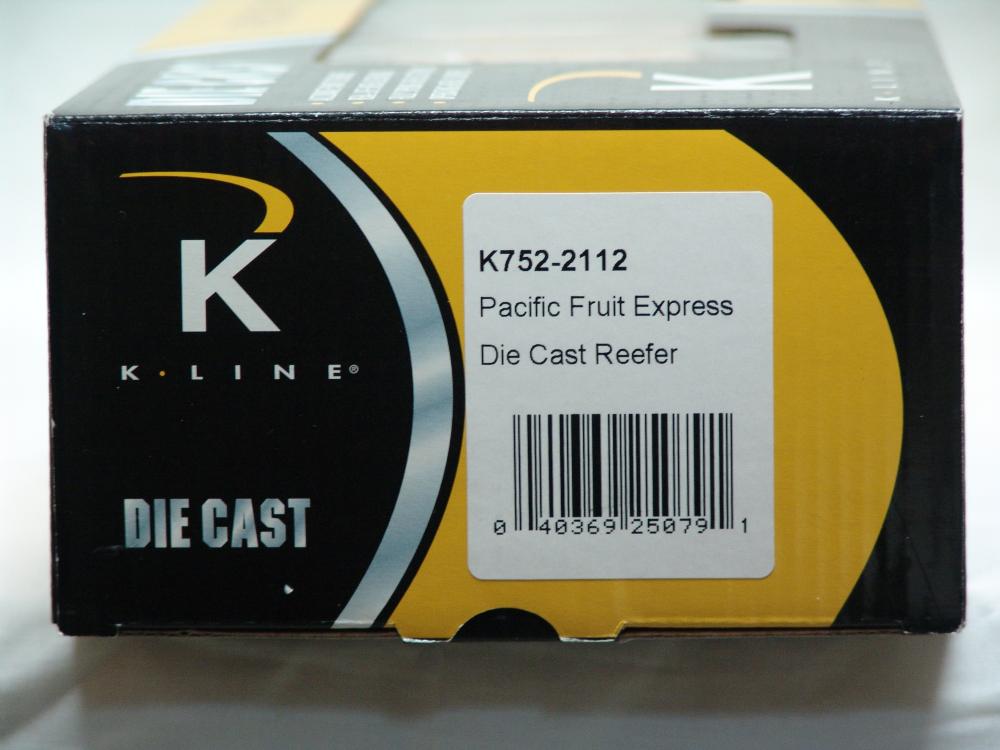 K
K
K·LINE®
DIE CAST
K752-2112
Pacific Fruit Express
Die Cast Reefer
0 40369 25079 1